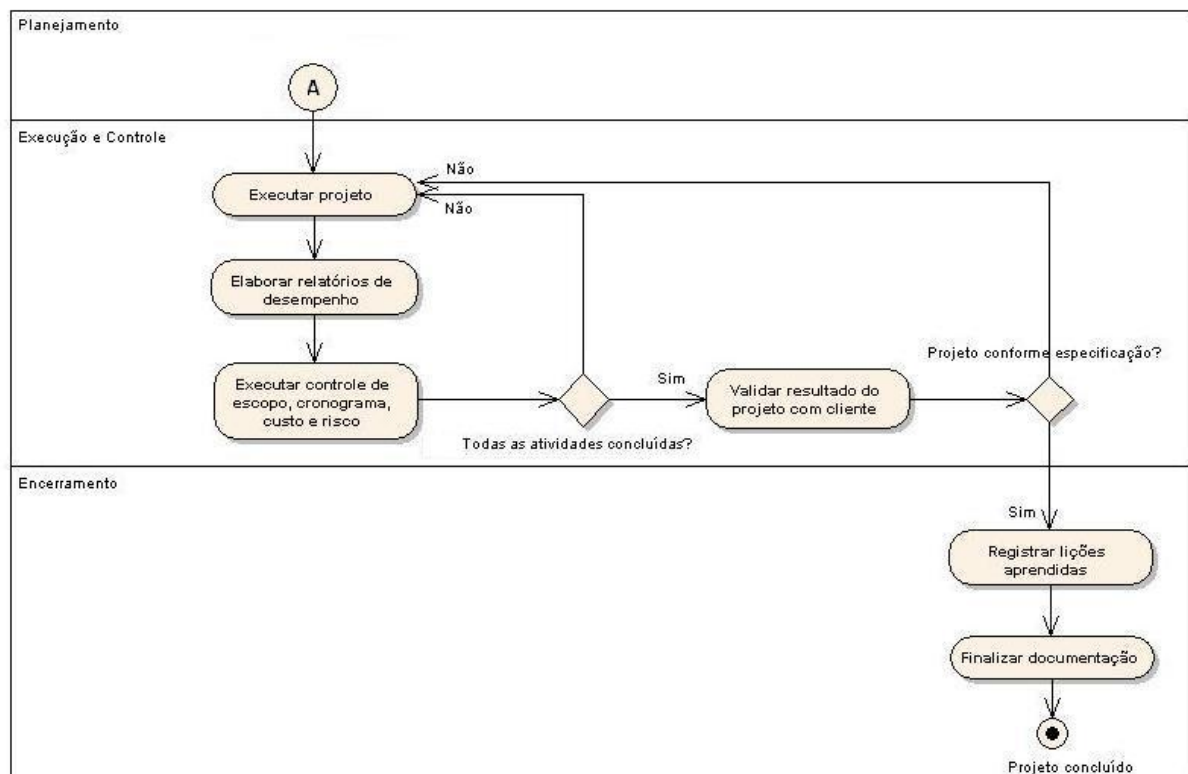 Planejamento
A
Execução e Controle
Não
Executar projeto
Não
Elaborar relatórios de
desempenho
Projeto conforme especificação?
Executar controle de
escopo, cronograma,
custo e risco
Sim
Validar resultado do
projeto com cliente
Todas as atividades concluídas?
Encerramento
Sim
Registrar lições
aprendidas
Finalizar documentação
Projeto concluído